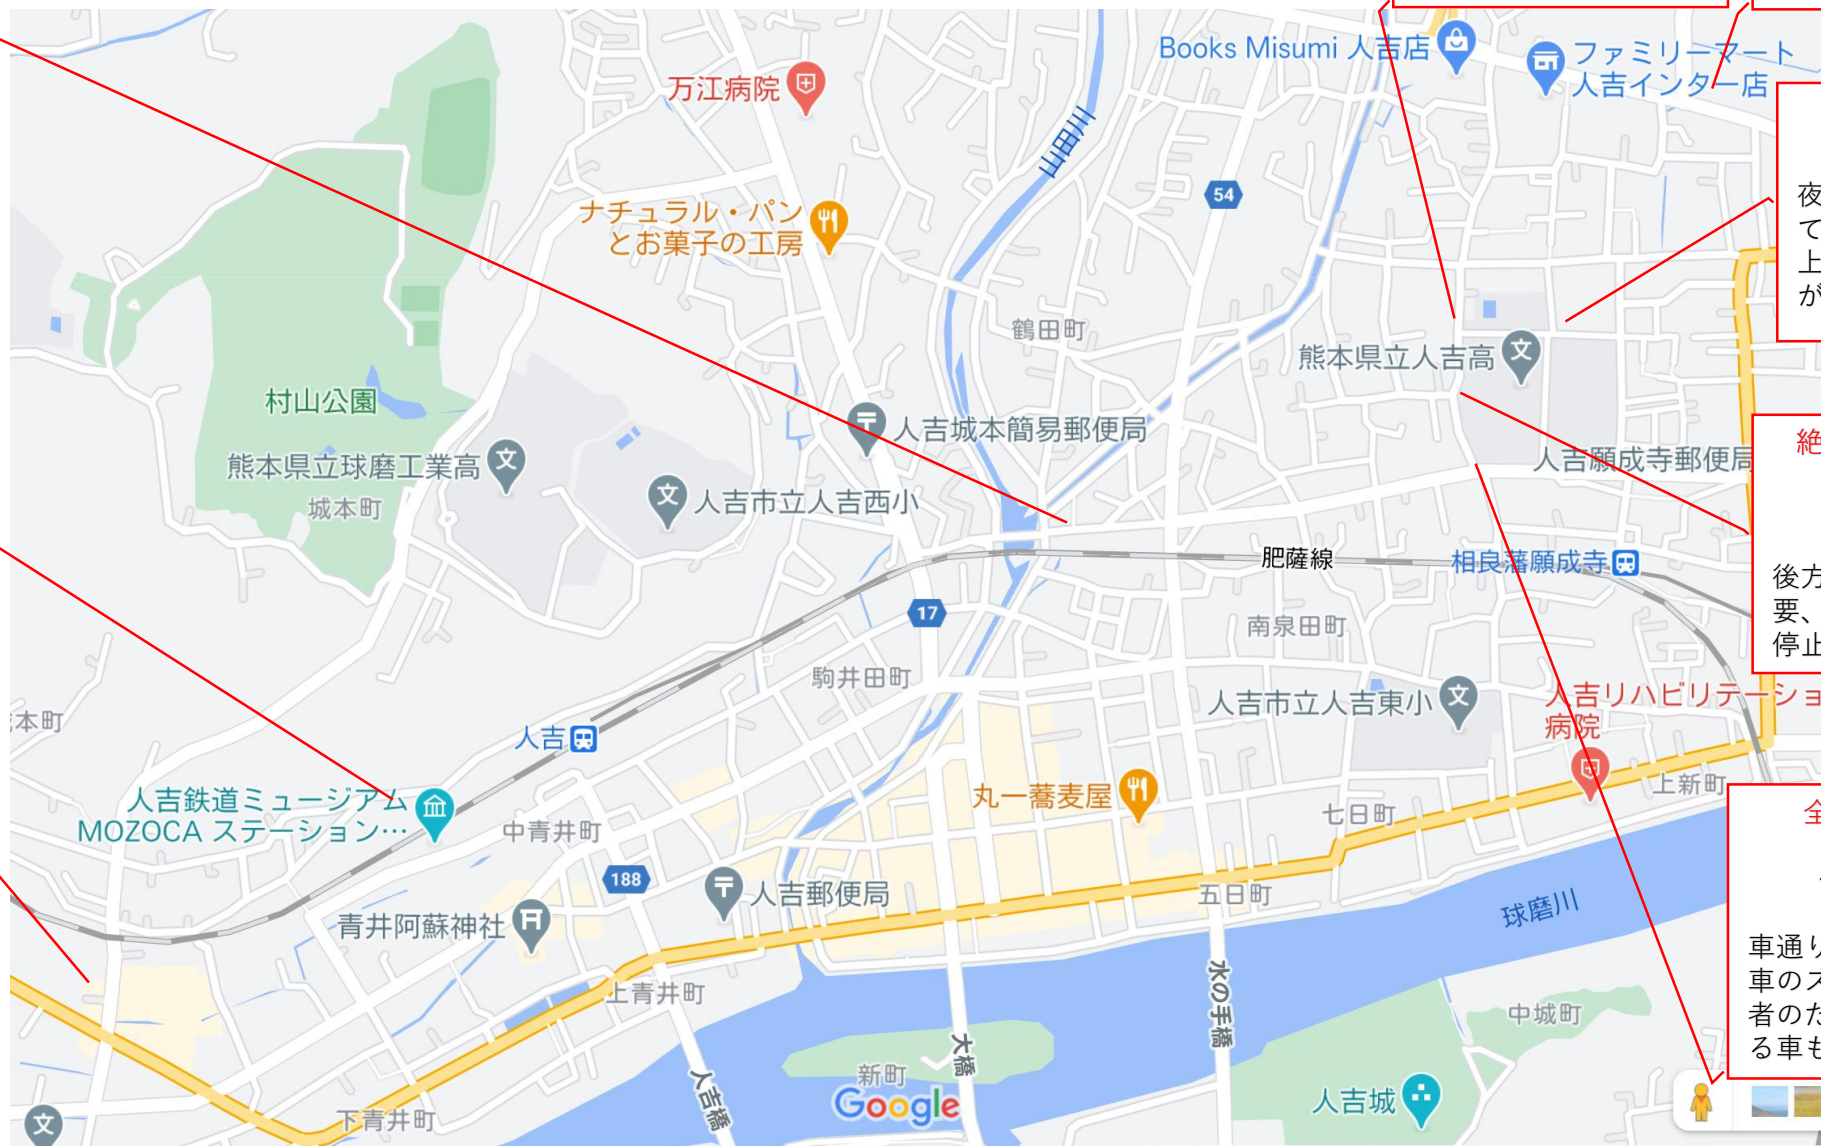 Books Misumi 人吉店
ファミリーマート
人吉インター店
万江病院
山田川
54
ナチュラル・パン
とお菓子の工房
夜
て
上
が
鶴田町
熊本県立人吉高
村山公園
人吉城本簡易郵便局
絶
熊本県立球磨工業高
人吉願成寺郵便局
城本町
人吉市立人吉西小
肥薩線
相良藩願成寺
後方
要、
停止
17
南泉田町
駒井田町
人吉市立人吉東小
人吉リハビリテーショ
病院
本町
人吉
人吉鉄道ミュージアム
MOZOCA ステーション…
丸一蕎麦屋
上新町
七日町
中青井町
全
188
人吉郵便局
五日町
球磨川
青井阿蘇神社
車通り
車のス
者のた
る車も
上青井町
水の手橋
中城町
大橋
新町
人吉橋
Google
人吉城
下青井町
文